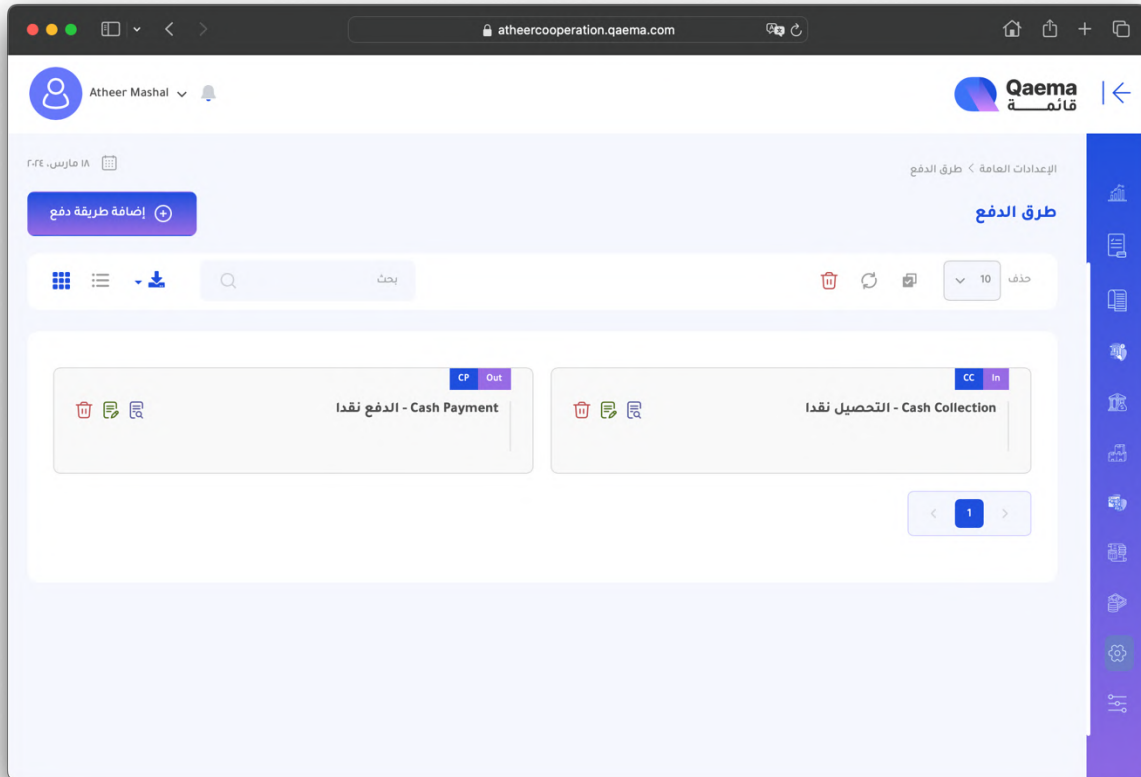 atheercooperation.qaema.com
Atheer Mashal
Qaema
قائمة
الإعدادات العامة > طرق الدفع
١٨ مارس، ٢٠٢٤
طرق الدفع
إضافة طريقة دفع
حذف
10
بحث
CC In
Cash Collection - التحصيل نقدا
CP Out
Cash Payment - الدفع نقدا
1